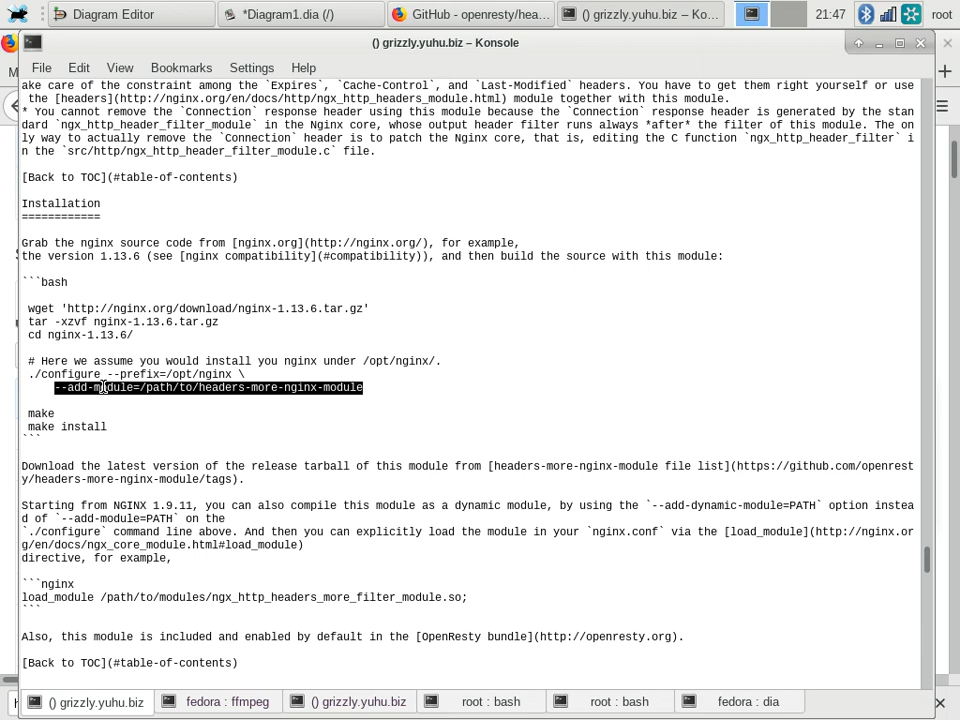 Diagram Editor
*Diagram1.dia (/)
GitHub - openresty/hea...
() grizzly.yuhu.biz – Ko...
21:47
root
() grizzly.yuhu.biz – Konsole
File Edit View Bookmarks Settings Help
ake care of the constraint among the `Expires`, `Cache-Control`, and `Last-Modified` headers. You have to get them right yourself or use
the [headers](http://nginx.org/en/docs/http/ngx_http_headers_module.html) module together with this module.
* You cannot remove the `Connection` response header using this module because the `Connection` response header is generated by the stan
dard `ngx_http_header_filter_module` in the Nginx core, whose output header filter runs always *after* the filter of this module. The on
ly way to actually remove the `Connection` header is to patch the Nginx core, that is, editing the C function `ngx_http_header_filter` i
n the `src/http/ngx_http_header_filter_module.c` file.
[Back to TOC](#table-of-contents)
Installation
============
Grab the nginx source code from [nginx.org](http://nginx.org/), for example,
the version 1.13.6 (see [nginx compatibility](#compatibility)), and then build the source with this module:
```bash
wget 'http://nginx.org/download/nginx-1.13.6.tar.gz'
tar -xzvf nginx-1.13.6.tar.gz
cd nginx-1.13.6/
# Here we assume you would install you nginx under /opt/nginx/.
./configure --prefix=/opt/nginx \
--add-module=/path/to/headers-more-nginx-module
make
make install
```
Download the latest version of the release tarball of this module from [headers-more-nginx-module file list](https://github.com/openrest
y/headers-more-nginx-module/tags).
Starting from NGINX 1.9.11, you can also compile this module as a dynamic module, by using the `--add-dynamic-module=PATH` option instea
d of `--add-module=PATH` on the
`./configure` command line above. And then you can explicitly load the module in your `nginx.conf` via the [load_module](http://nginx.or
g/en/docs/ngx_core_module.html#load_module)
directive, for example,
```nginx
load_module /path/to/modules/ngx_http_headers_more_filter_module.so;
```
Also, this module is included and enabled by default in the [OpenResty bundle](http://openresty.org).
[Back to TOC](#table-of-contents)
() grizzly.yuhu.biz
fedora : ffmpeg
() grizzly.yuhu.biz
root : bash
root : bash
fedora : dia